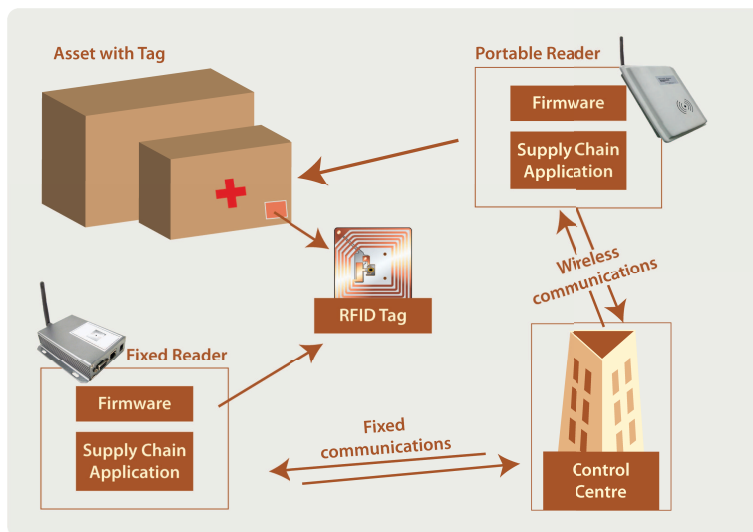 Asset with Tag
Portable Reader
Firmware
Supply Chain
Application
Wireless
communications
RFID Tag
Fixed Reader
Firmware
Supply Chain
Application
Fixed
communications
Control
Centre